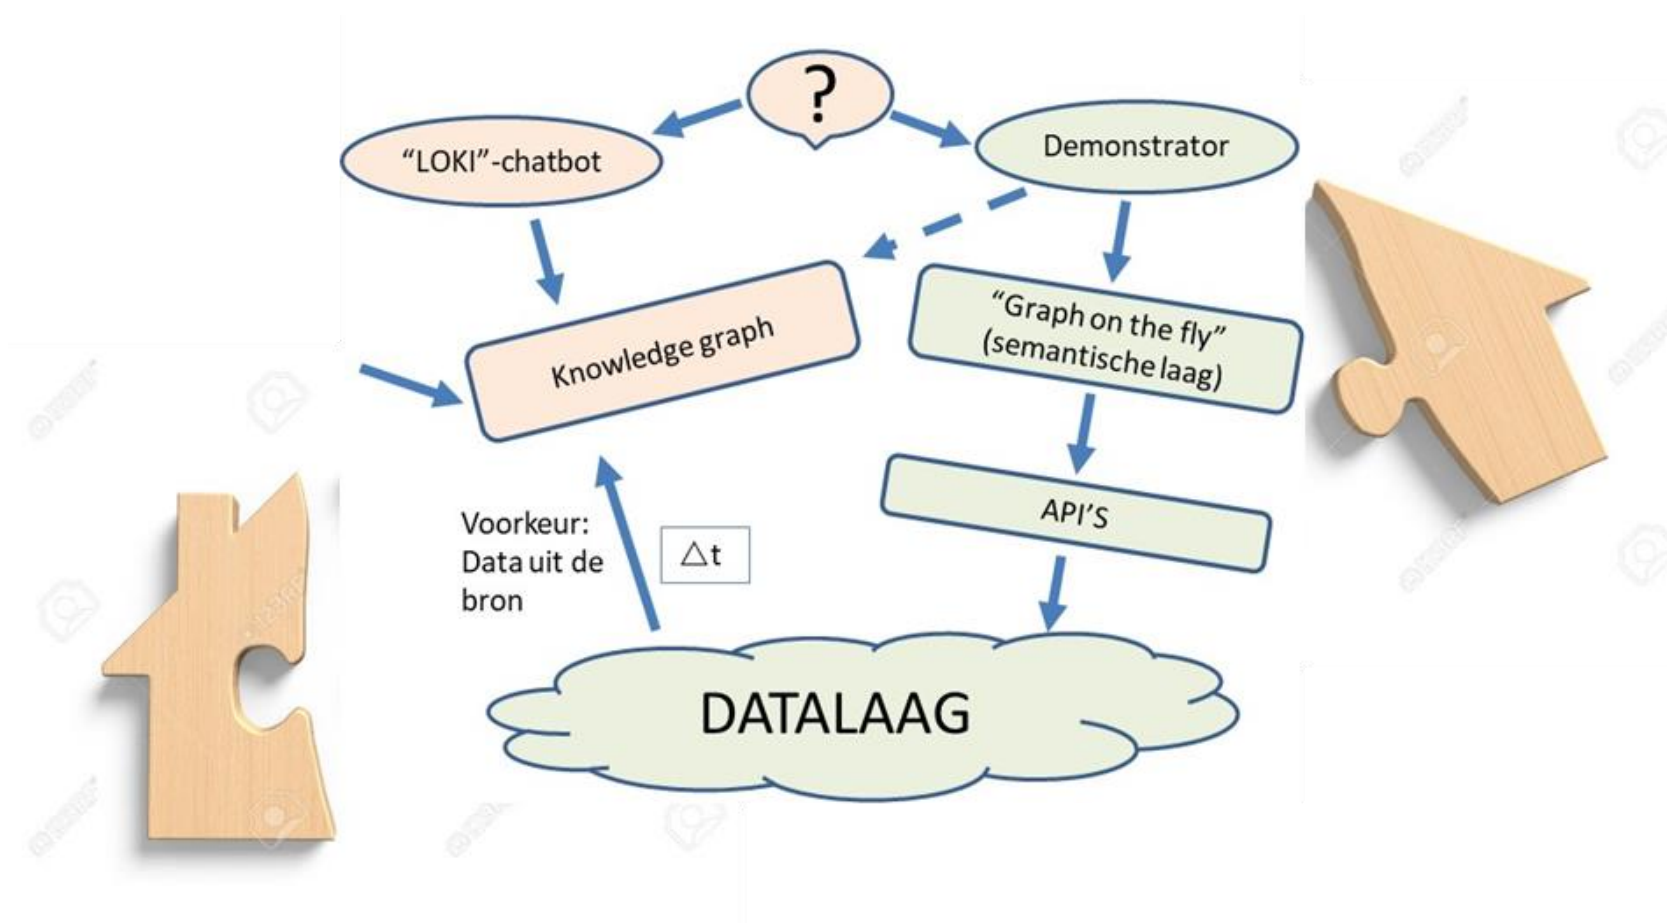 ?
“LOKI”-chatbot
Demonstrator
Knowledge graph
“Graph on the fly”
(semantische laag)
API’S
Voorkeur:
Data uit de
bron
△t
DATALAAG